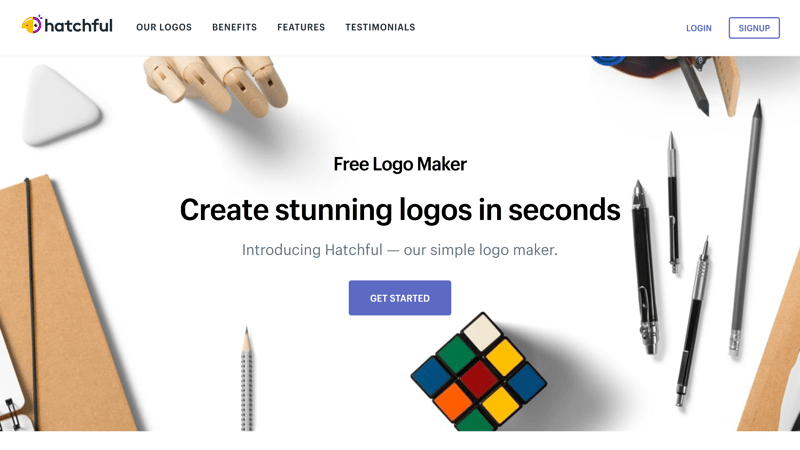 hatchful
OUR LOGOS
BENEFITS
FEATURES
TESTIMONIALS
LOGIN
SIGNUP
Free Logo Maker
Create stunning logos in seconds
Introducing Hatchful — our simple logo maker.
GET STARTED